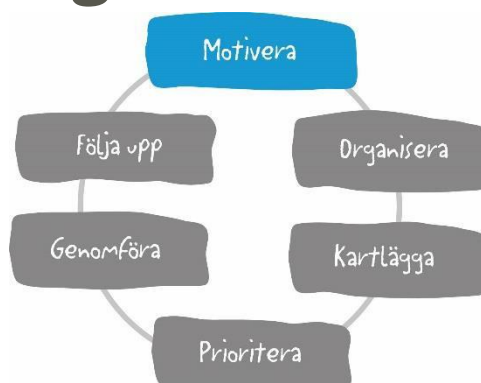 Motivera
Organisera
Kartlägga
Prioritera
Genomföra
Följa upp